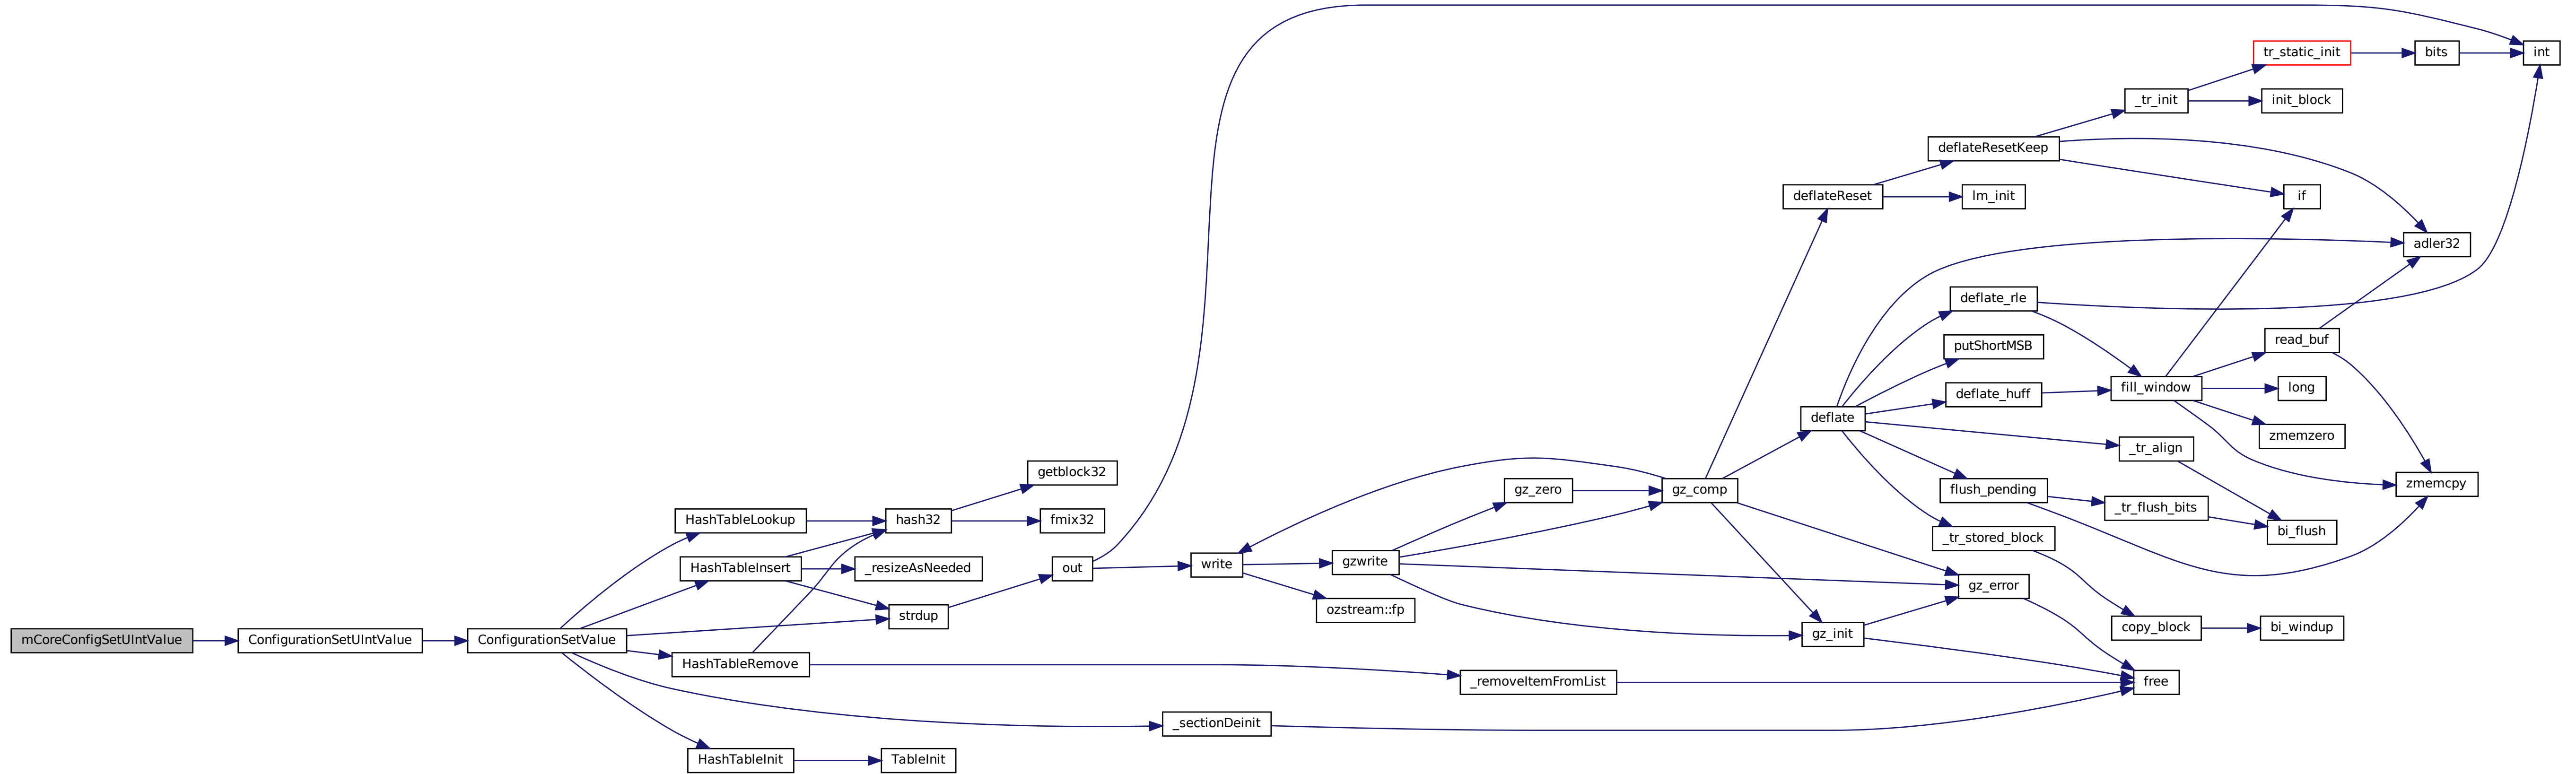 mCoreConfigSetUIntValue
ConfigurationSetUIntValue
ConfigurationSetValue
HashTableLookup
HashTableInsert
HashTableRemove
HashTableInit
hash32
_resizeAsNeeded
strdup
TableInit
getblock32
fmix32
out
_sectionDeinit
write
ozstream::fp
gzwrite
_removeItemFromList
gz_zero
gz_comp
deflateReset
deflate
gz_init
deflateResetKeep
lm_init
deflate_rle
putShortMSB
deflate_huff
flush_pending
_tr_stored_block
gz_error
_tr_init
fill_window
_tr_align
_tr_flush_bits
copy_block
free
tr_static_init
init_block
if
read_buf
long
zmemzero
bi_flush
bi_windup
bits
adler32
zmemcpy
int